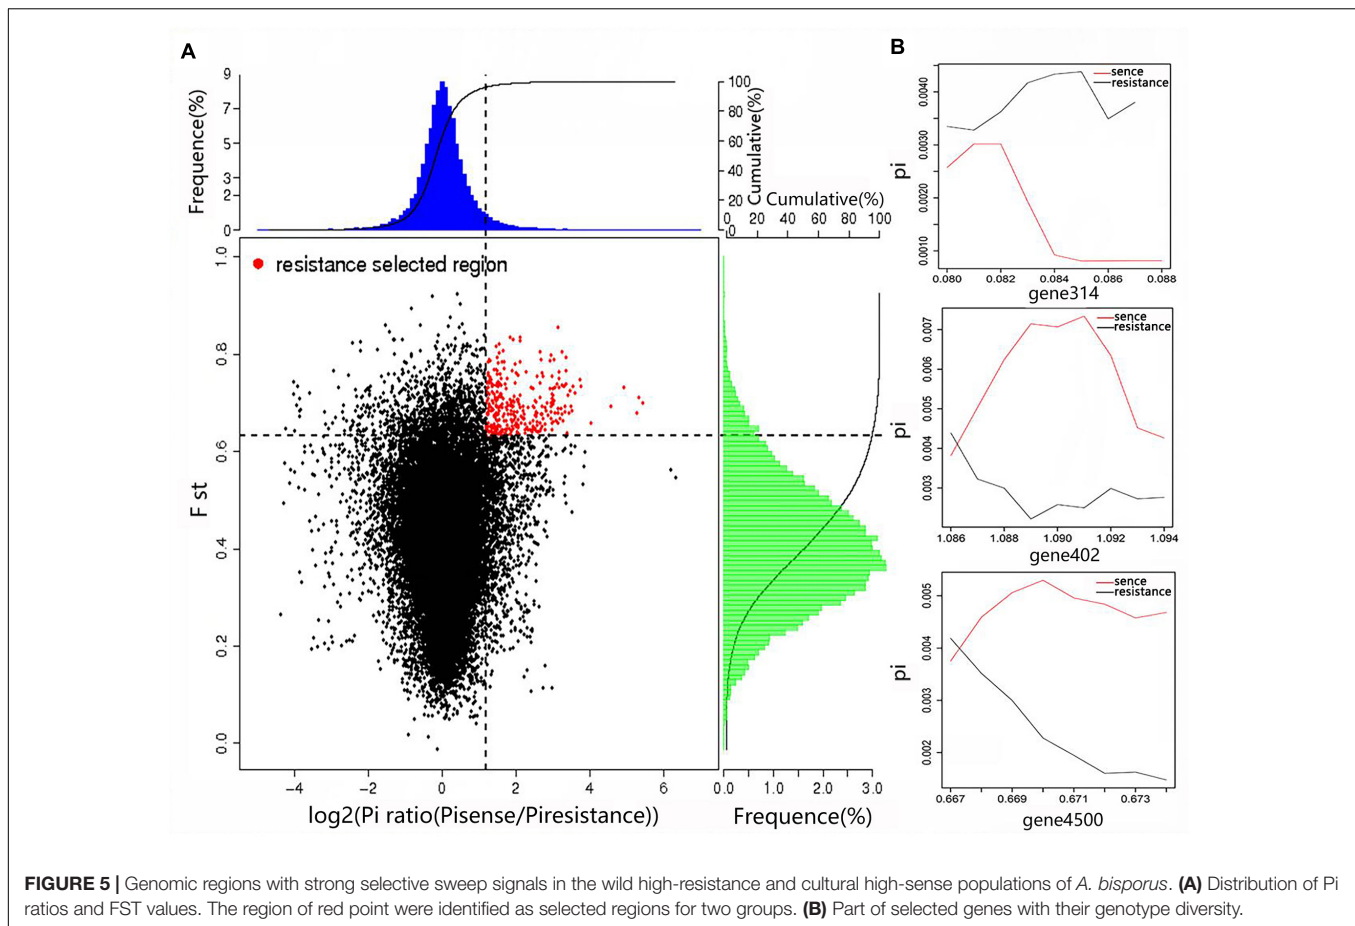 A
B
9
7
5
3
2
0
Frequence(%)
100
80
60
40
20
0
Cumulative(%)
Cumulative(%)
0 20 40 60 80 100
resistance selected region
1.0
0.8
0.6
0.4
0.2
0.0
F st
−4 −2 0 2 4 6
log2(Pi ratio(Pisense/Piresistance))
0.0 1.0 2.0 3.0
Frequence(%)
sence
resistance
0.0040
0.0030
0.0020
0.0010
pi
0.080 0.082 0.084 0.086 0.088
gene314
sence
resistance
0.007
0.006
0.005
0.004
0.003
pi
1.086 1.088 1.090 1.092 1.094
gene402
sence
resistance
0.005
0.004
0.003
0.002
pi
0.667 0.669 0.671 0.673
gene4500
FIGURE 5 | Genomic regions with strong selective sweep signals in the wild high-resistance and cultural high-sense populations of A. bisporus. (A) Distribution of Pi
ratios and FST values. The region of red point were identified as selected regions for two groups. (B) Part of selected genes with their genotype diversity.